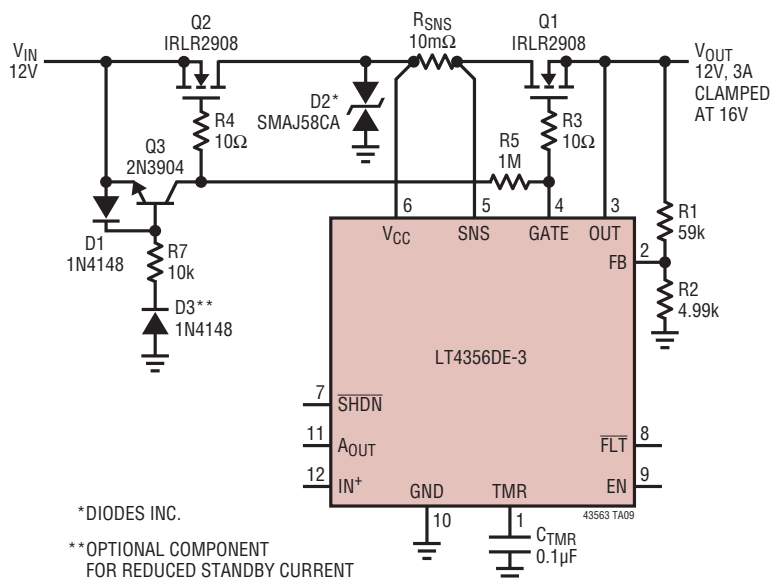 VIN
12V
Q2
IRLR2908
RSNS
10mΩ
Q1
IRLR2908
VOUT
12V, 3A
CLAMPED
AT 16V
D2*
SMAJ58CA
R4
10Ω
R3
10Ω
Q3
2N3904
R5
1M
D1
1N4148
R7
10k
D3**
1N4148
R1
59k
R2
4.99k
6
5
4
3
VCC
SNS
GATE
OUT
FB
2
LT4356DE-3
7
SHDN
11
AOUT
12
IN+
FLT
8
EN
9
GND
TMR
10
1
43563 TA09
CTMR
0.1µF
*DIODES INC.
**OPTIONAL COMPONENT
FOR REDUCED STANDBY CURRENT